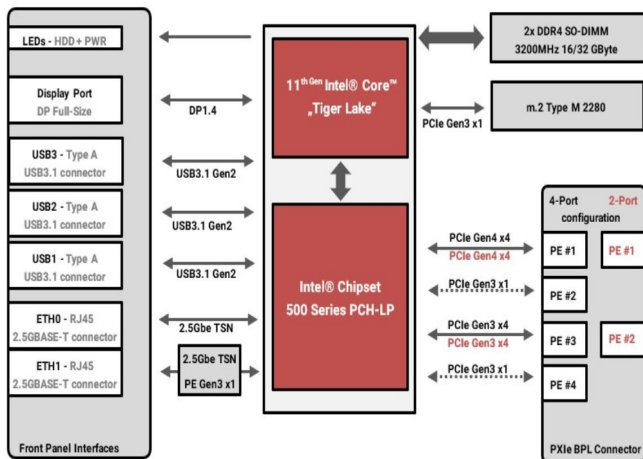 LEDs - HDD + PWR
Display Port
DP Full-Size
USB3 - Type A
USB3.1 connector
USB2 - Type A
USB3.1 connector
USB1 - Type A
USB3.1 connector
ETH0 - RJ45
2.5GBASE-T connector
ETH1 - RJ45
2.5GBASE-T connector
Front Panel Interfaces
DP1.4
USB3.1 Gen2
USB3.1 Gen2
USB3.1 Gen2
2.5Gbe TSN
2.5Gbe TSN
PE Gen3 x1
11th Gen Intel® Core™
„Tiger Lake“
Intel® Chipset
500 Series PCH-LP
2x DDR4 SO-DIMM
3200MHz 16/32 GByte
PCIe Gen3 x1
m.2 Type M 2280
PCIe Gen4 x4
PCIe Gen4 x4
PCIe Gen3 x1
PCIe Gen3 x4
PCIe Gen3 x4
PCIe Gen3 x1
4-Port 2-Port
configuration
PE #1 PE #1
PE #2
PE #3 PE #2
PE #4
PXIe BPL Connector